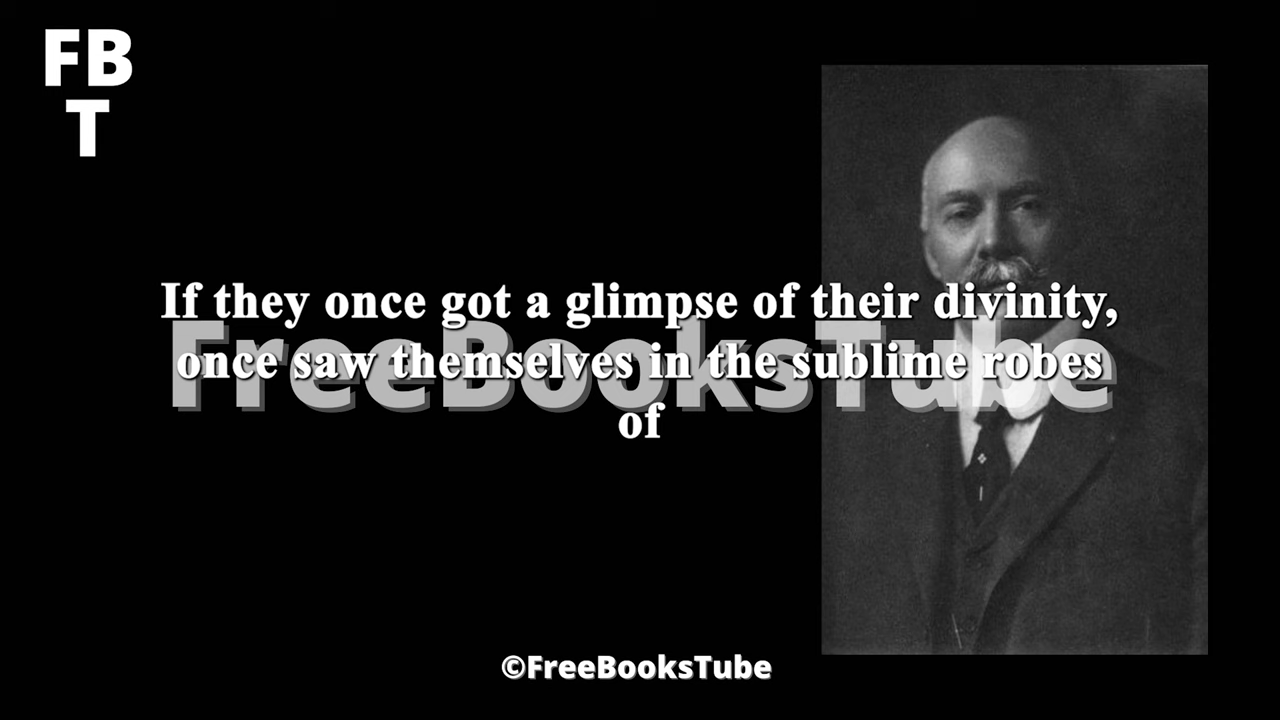 FB
T
If they once got a glimpse of their divinity,
FreeBooksTube
once saw themselves in the sublime robes
of
©FreeBooksTube